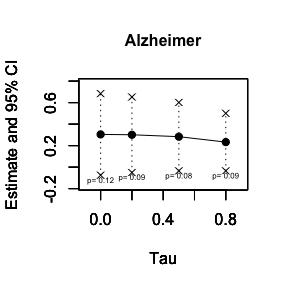 Alzheimer
Estimate and 95% CI
0.6
0.2
-0.2
p= 0.12 p= 0.09 p= 0.08 p= 0.09
0.0 0.4 0.8
Tau